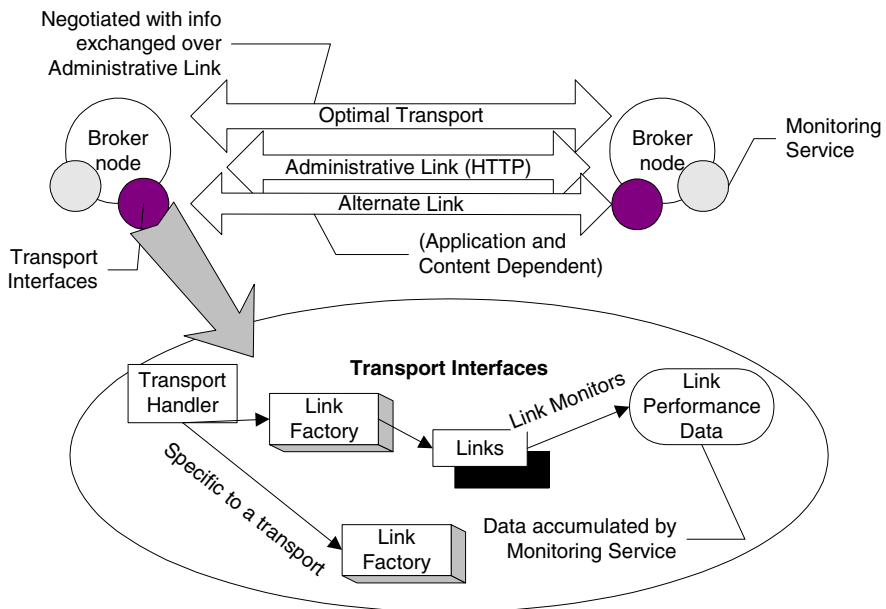 Negotiated with info
exchanged over
Administrative Link
Optimal Transport
Broker
node
Broker
node
Monitoring
Service
Administrative Link (HTTP)
Alternate Link
Transport
Interfaces
(Application and
Content Dependent)
Transport Interfaces
Transport
Handler
Link
Factory
Links
Link Monitors
Link
Performance
Data
Specific to a transport
Link
Factory
Data accumulated by
Monitoring Service